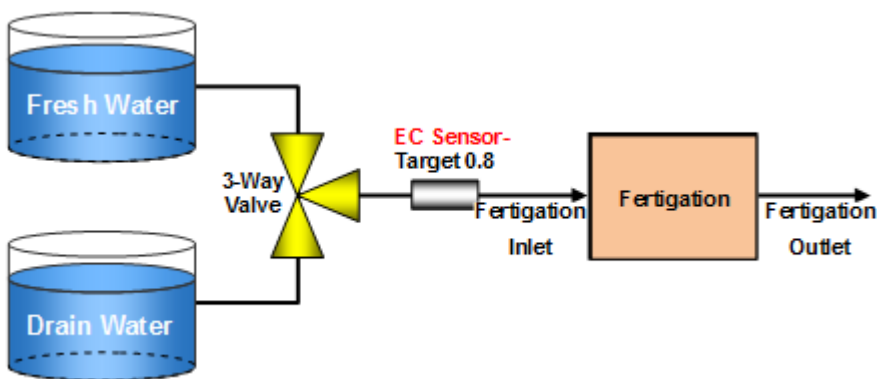 Fresh Water
EC Sensor-
Target 0.8
3-Way
Valve
Fertigation
Inlet
Fertigation
Fertigation
Outlet
Drain Water